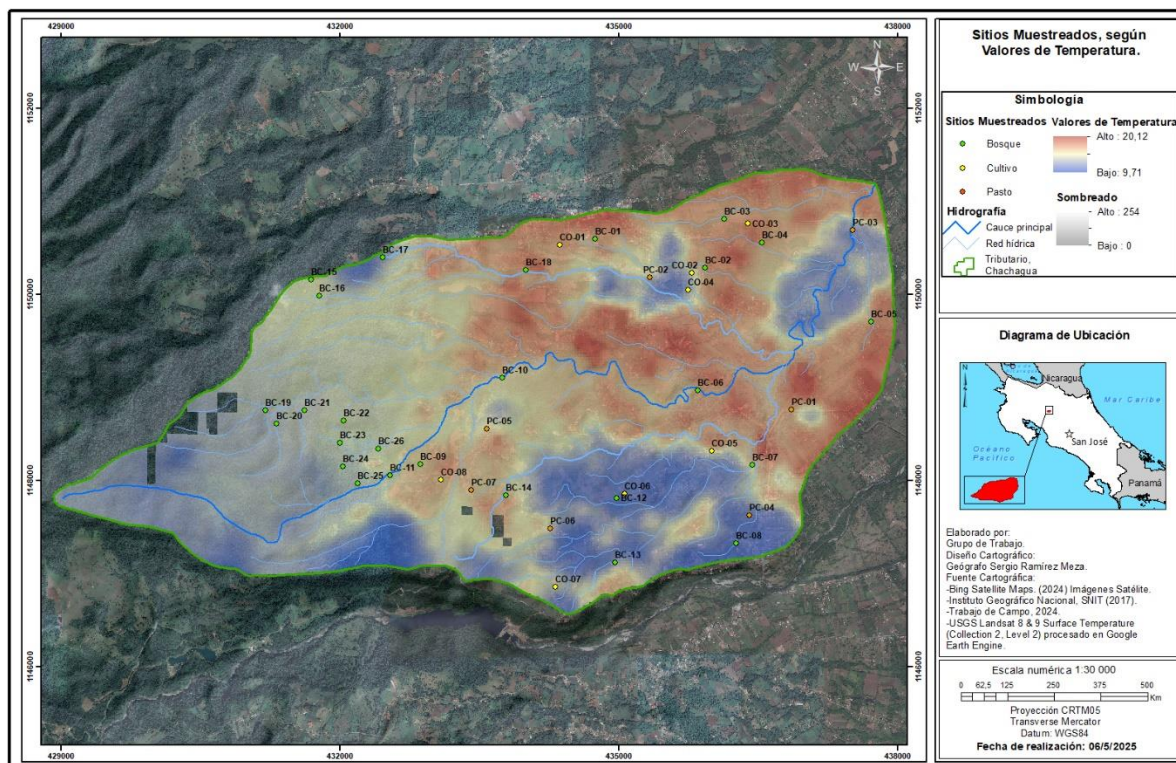 429000
432000
435000
438000
1152000
1150000
1148000
1146000
1152000
1150000
1148000
1146000
429000
432000
435000
438000
N
W E
S
BC-03
CO-03
PC-03
CO-01
BC-01
BC-04
BC-17
BC-18
CO-02
BC-02
PC-02
CO-04
BC-15
BC-16
BC-05
BC-10
BC-06
BC-19
BC-21
PC-01
BC-20
BC-22
PC-05
BC-23
BC-26
CO-05
BC-24
BC-09
BC-07
BC-25
BC-11
CO-08
PC-07
BC-14
CO-06
BC-12
PC-04
PC-06
BC-08
BC-13
CO-07
Sitios Muestreados, según
Valores de Temperatura.
Simbología
Sitios Muestreados
Bosque
Cultivo
Pasto
Hidrografía
Cauce principal
Red hídrica
Tributario,
Chachagua
Valores de Temperatura
Alto : 20,12
Bajo: 9,71
Sombreado
Alto : 254
Bajo : 0
Diagrama de Ubicación
N
Nicaragua
Mar Caribe
San José
Océano
Pacífico
Panamá
Elaborado por:
Grupo de Trabajo.
Diseño Cartográfico:
Geógrafo Sergio Ramírez Meza.
Fuente Cartográfica:
-Bing Satellite Maps. (2024) Imágenes Satélite.
-Instituto Geográfico Nacional, SNIT (2017).
-Trabajo de Campo, 2024.
-USGS Landsat 8 & 9 Surface Temperature
(Collection 2, Level 2) procesado en Google
Earth Engine.
Escala numérica 1:30 000
0 62,5 125 250 375 500
Km
Proyección CRTM05
Transverse Mercator
Datum: WGS84
Fecha de realización: 06/5/2025